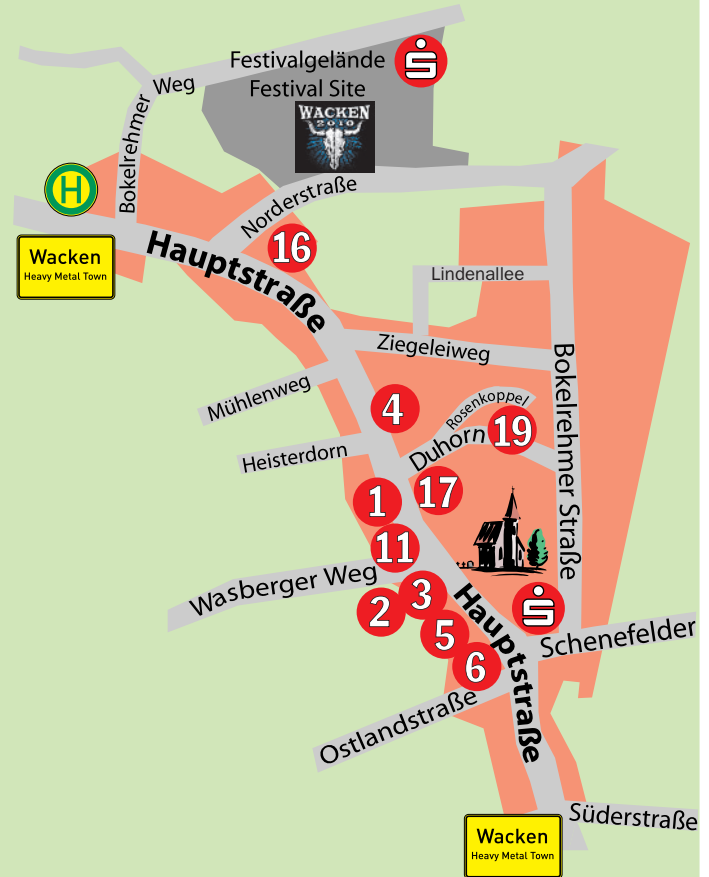 Festivalgelände
Festival Site
WACKEN
2010
Weg
Bokelrehmer
H
Norderstraße
Wacken
Heavy Metal Town
Hauptstraße
16
Lindenallee
Ziegeleiweg
Mühlenweg
4
Rosenkoppel
Duhorn
19
Bokelrehmer Straße
Heisterdorn
17
1
11
Wasberger Weg
2
3
5
6
Hauptstraße
Schenefelder
Ostlandstraße
Süderstraße
Wacken
Heavy Metal Town